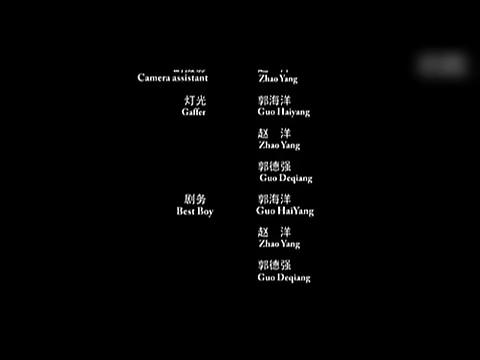 Camera assistant Zhao Yang
灯光 郭海洋
Gaffer Guo Haiyang
赵 洋
Zhao Yang
郭德强
Guo Deqiang
剧务 郭海洋
Best Boy Guo HaiYang
赵 洋
Zhao Yang
郭德强
Guo Deqiang